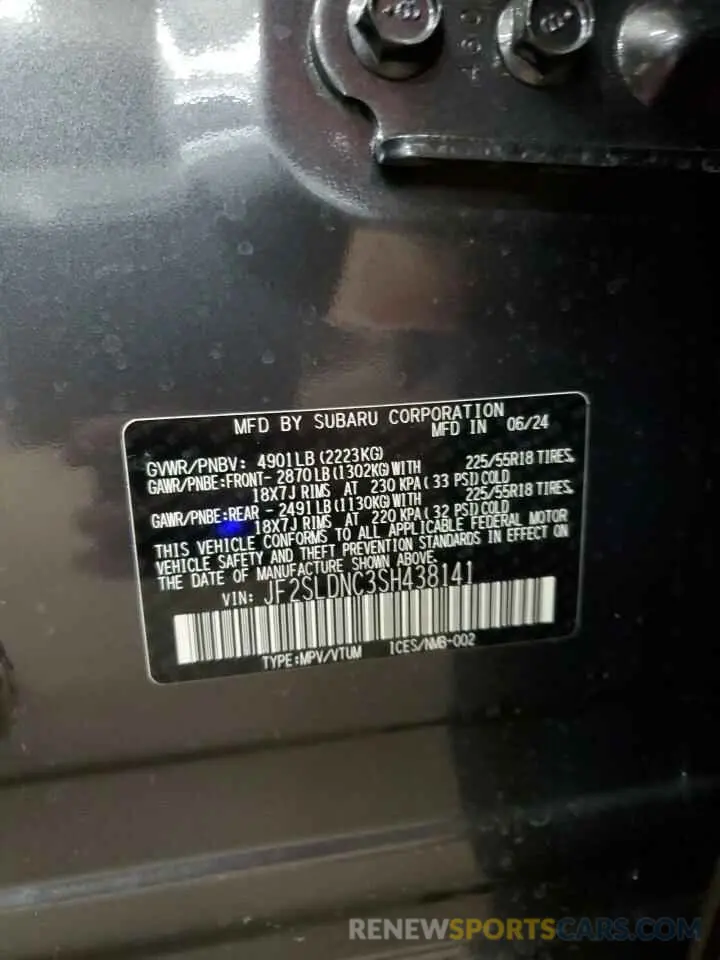 430
MFD BY SUBARU CORPORATION
MFD IN 06/24
GVWR/PNBV: 4901LB (2223KG)
GAWR/PNBE:FRONT- 2870LB (1302KG) WITH 225/55R18 TIRES,
18X7J RIMS AT 230 KPA ( 33 PSI) COLD
GAWR/PNBE:REAR - 2491LB (1130KG) WITH 225/55R18 TIRES,
18X7J RIMS AT 220 KPA ( 32 PSI) COLD
THIS VEHICLE CONFORMS TO ALL APPLICABLE FEDERAL MOTOR
VEHICLE SAFETY AND THEFT PREVENTION STANDARDS IN EFFECT ON
THE DATE OF MANUFACTURE SHOWN ABOVE.
VIN: JF2SLDNC3SH438141
TYPE:MPV/VTUM ICES/NMB-002
RENEWSPORTSCARS.COM